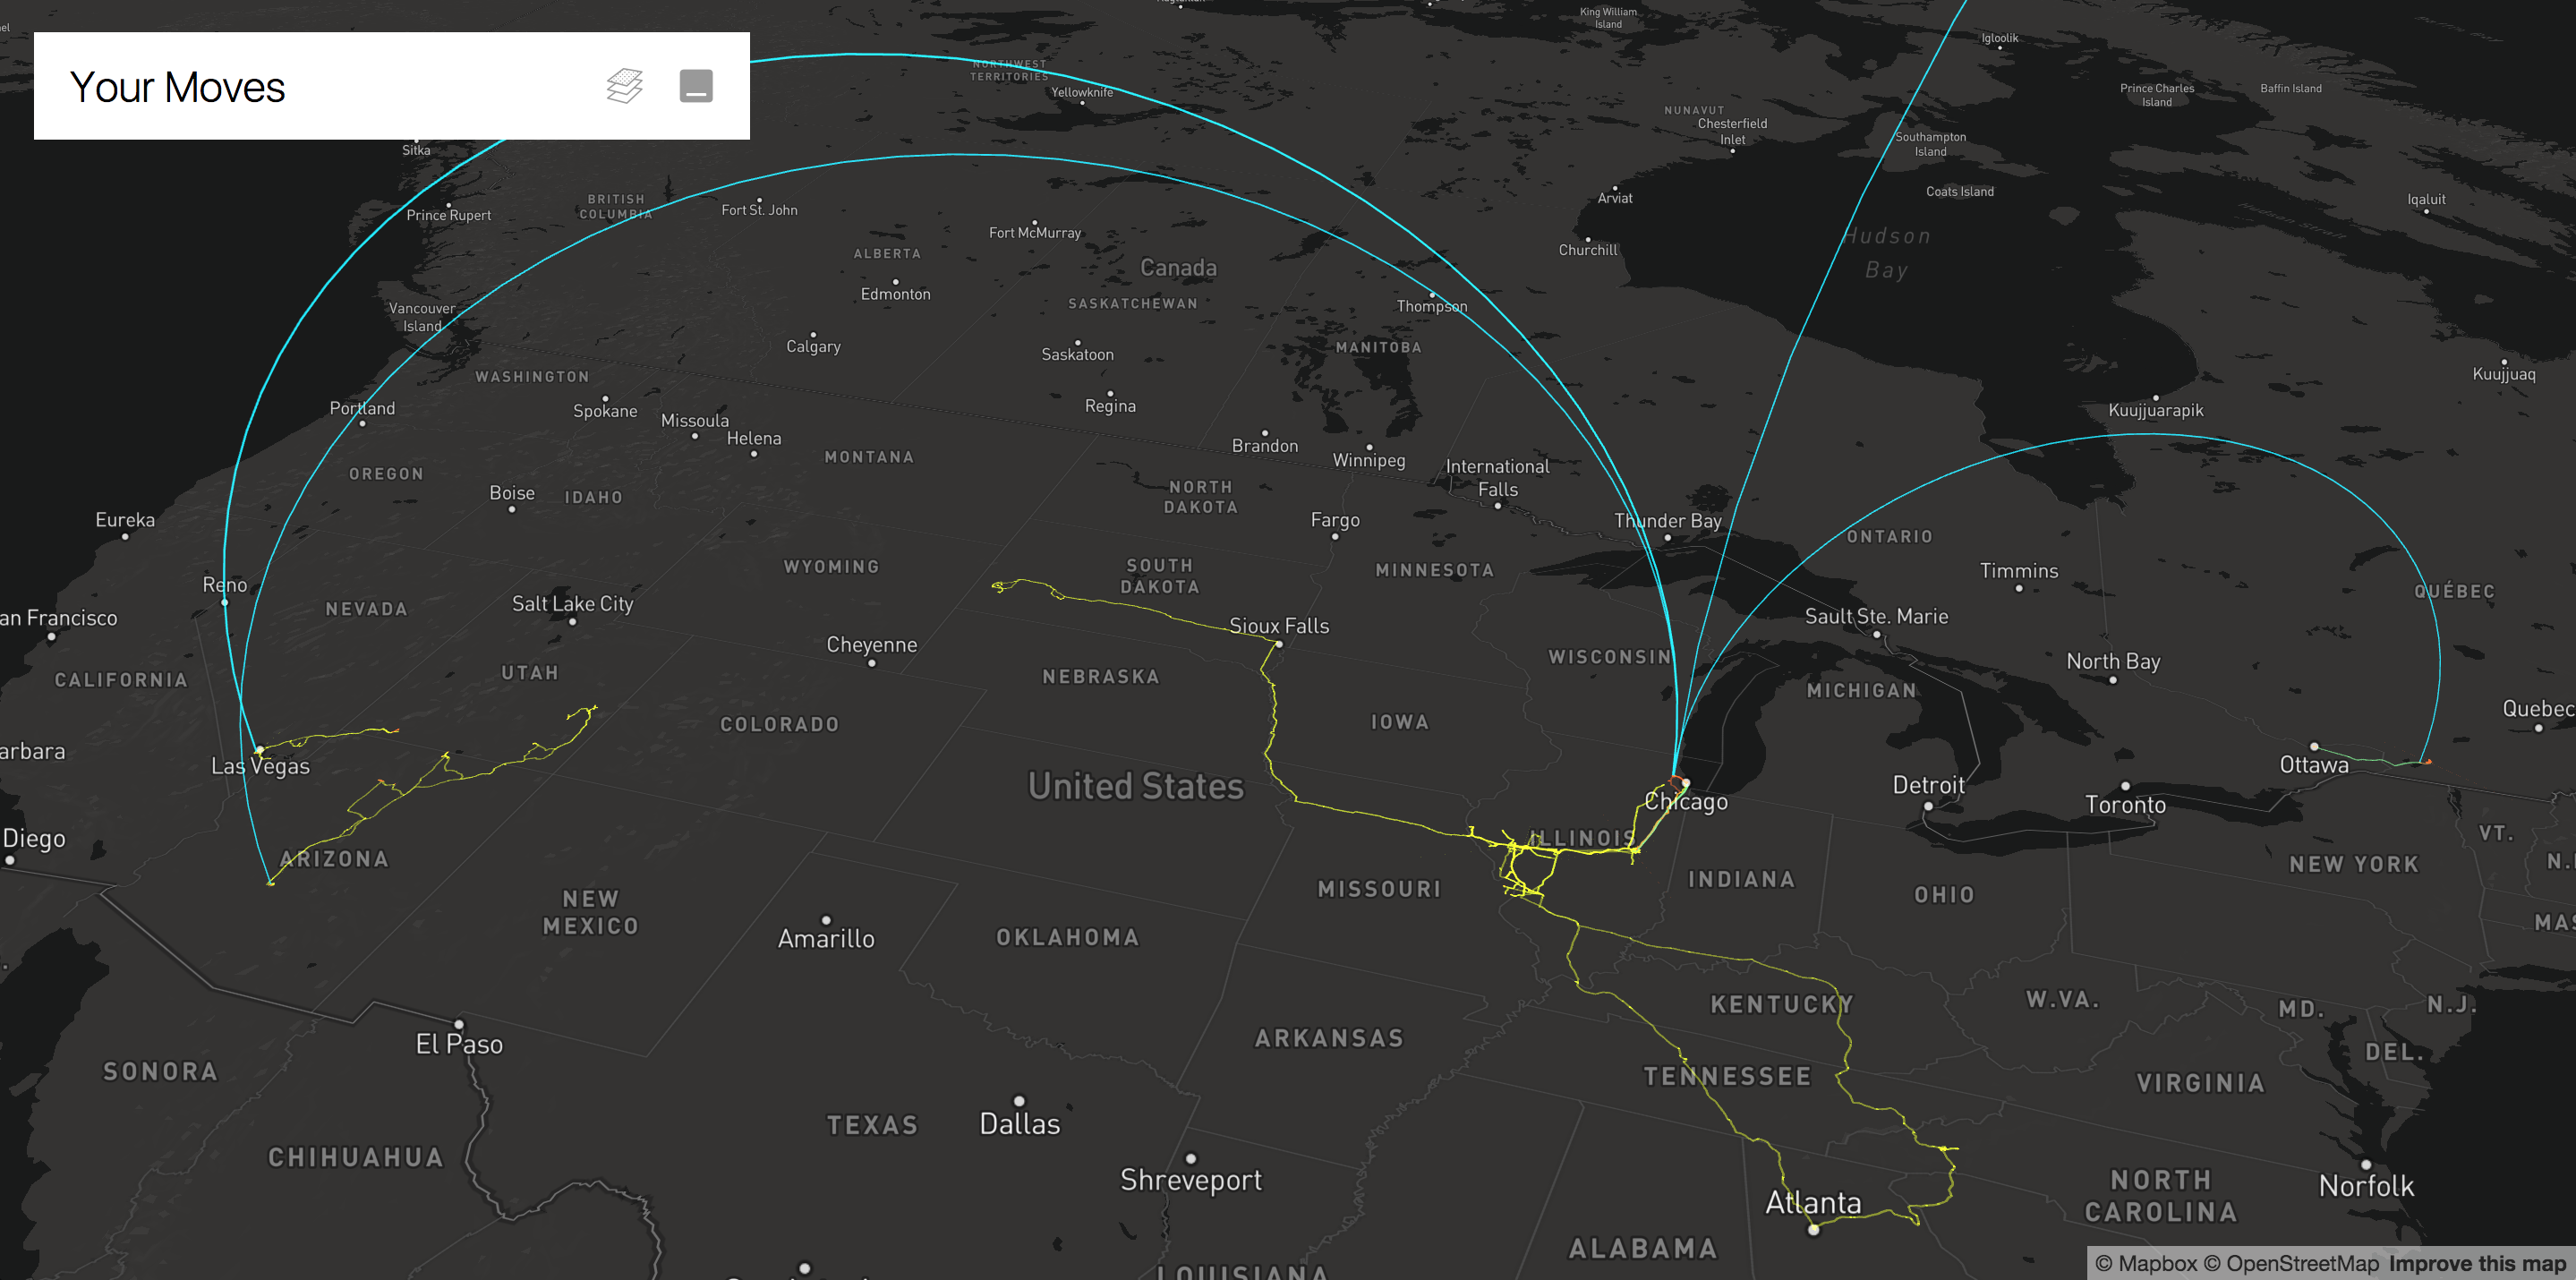 Your Moves
King William
Island
Igloolik
NORTHWEST
TERRITORIES
Yellowknife
Prince Charles
Island
Baffin Island
NUNAVUT
Chesterfield
Inlet
Southampton
Island
Sitka
Coats Island
Arviat
Iqaluit
BRITISH
COLUMBIA
Prince Rupert
Fort St. John
Fort McMurray
Hudson
Bay
Churchill
ALBERTA
Canada
Edmonton
SASKATCHEWAN
Thompson
Vancouver
Island
Calgary
Saskatoon
MANITOBA
WASHINGTON
Kuujjuaq
Portland
Spokane
Missoula
Helena
Regina
Kuujjuarapik
Brandon
Winnipeg
International
Falls
MONTANA
OREGON
Boise
IDAHO
NORTH
DAKOTA
Eureka
Fargo
Thunder Bay
ONTARIO
WYOMING
SOUTH
DAKOTA
MINNESOTA
Timmins
Reno
QUÉBEC
NEVADA
Salt Lake City
an Francisco
Sioux Falls
Sault Ste. Marie
Cheyenne
WISCONSIN
North Bay
CALIFORNIA
UTAH
NEBRASKA
MICHIGAN
COLORADO
IOWA
Quebec
arbara
Las Vegas
Ottawa
United States
Chicago
Detroit
Toronto
Diego
ILLINOIS
VT.
ARIZONA
NEW YORK
N.
MISSOURI
INDIANA
OHIO
NEW
MEXICO
Amarillo
OKLAHOMA
MAS
KENTUCKY
W.VA.
MD.
N.J.
El Paso
ARKANSAS
DEL.
SONORA
TENNESSEE
VIRGINIA
TEXAS
Dallas
CHIHUAHUA
Shreveport
NORTH
CAROLINA
Norfolk
Atlanta
ALABAMA
LOUISIANA
© Mapbox © OpenStreetMap Improve this map